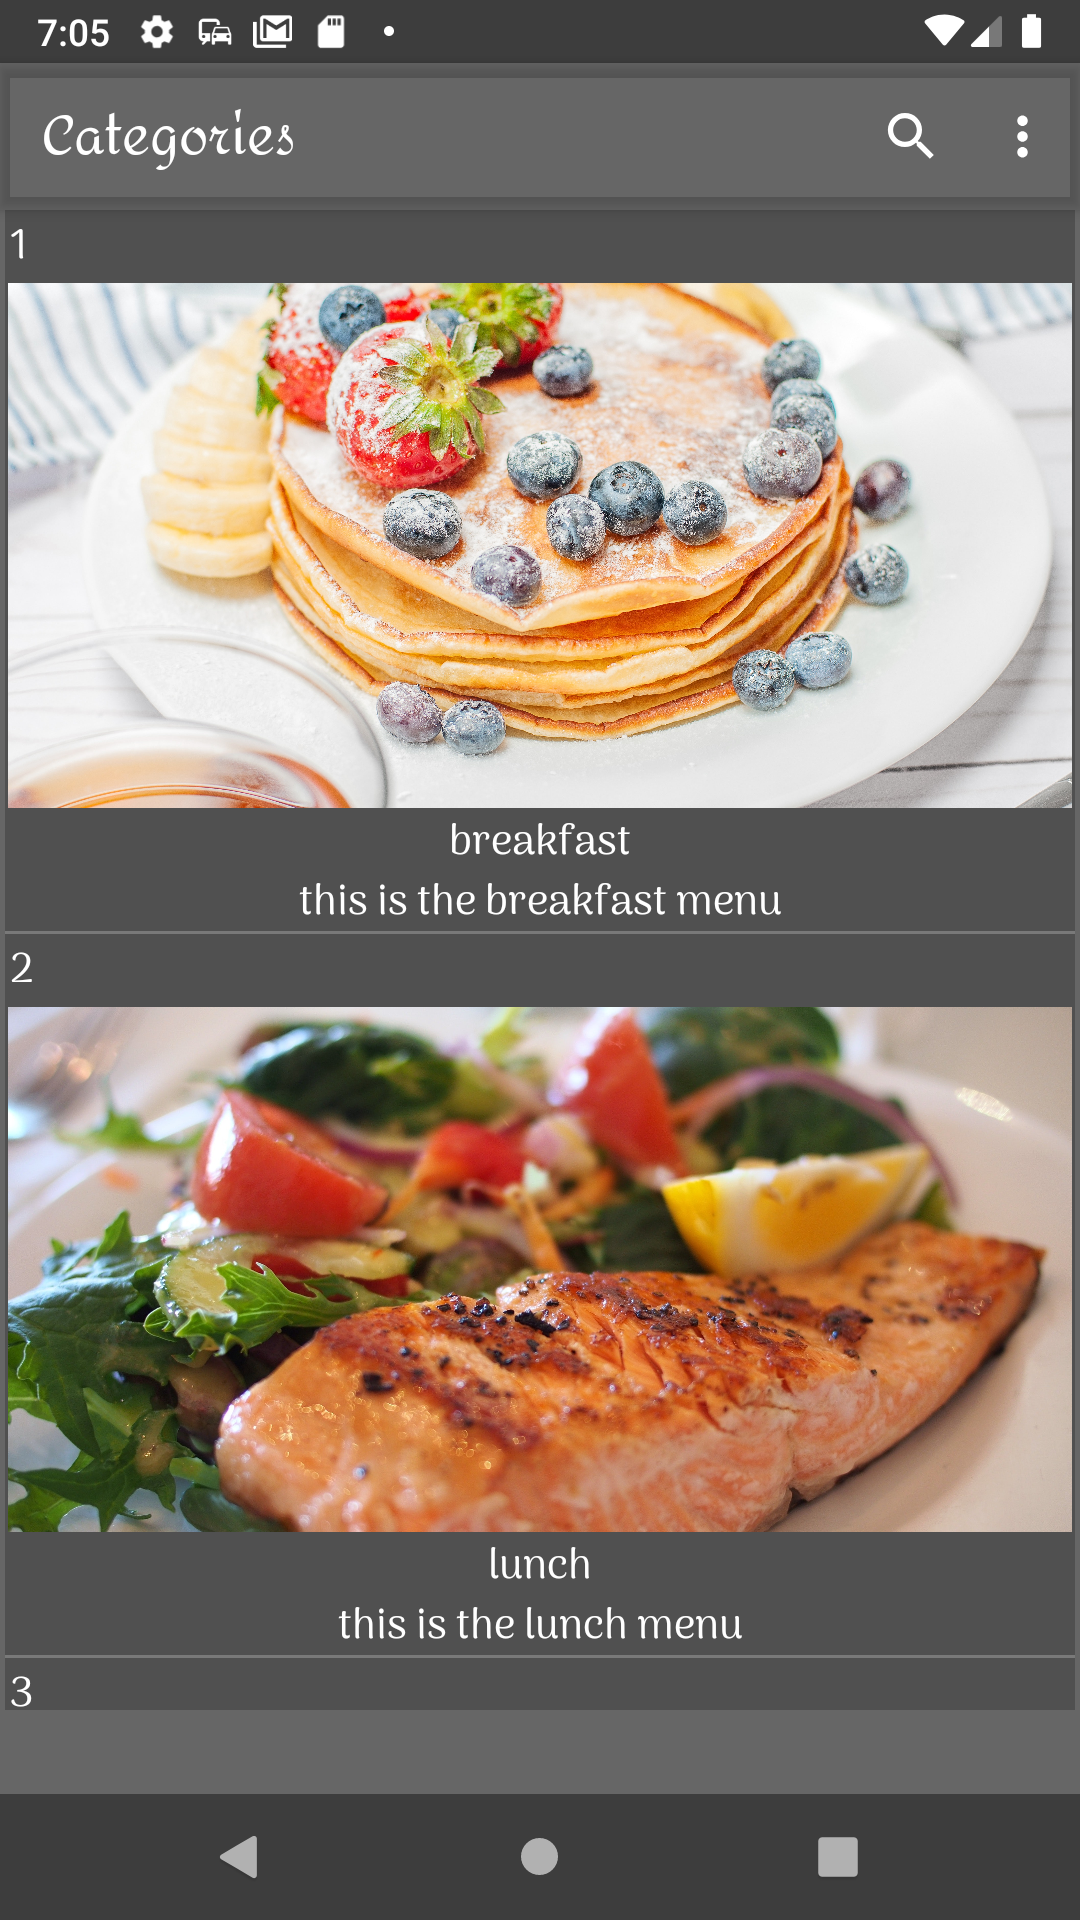 7:05
Categories
1
breakfast
this is the breakfast menu
2
lunch
this is the lunch menu
3